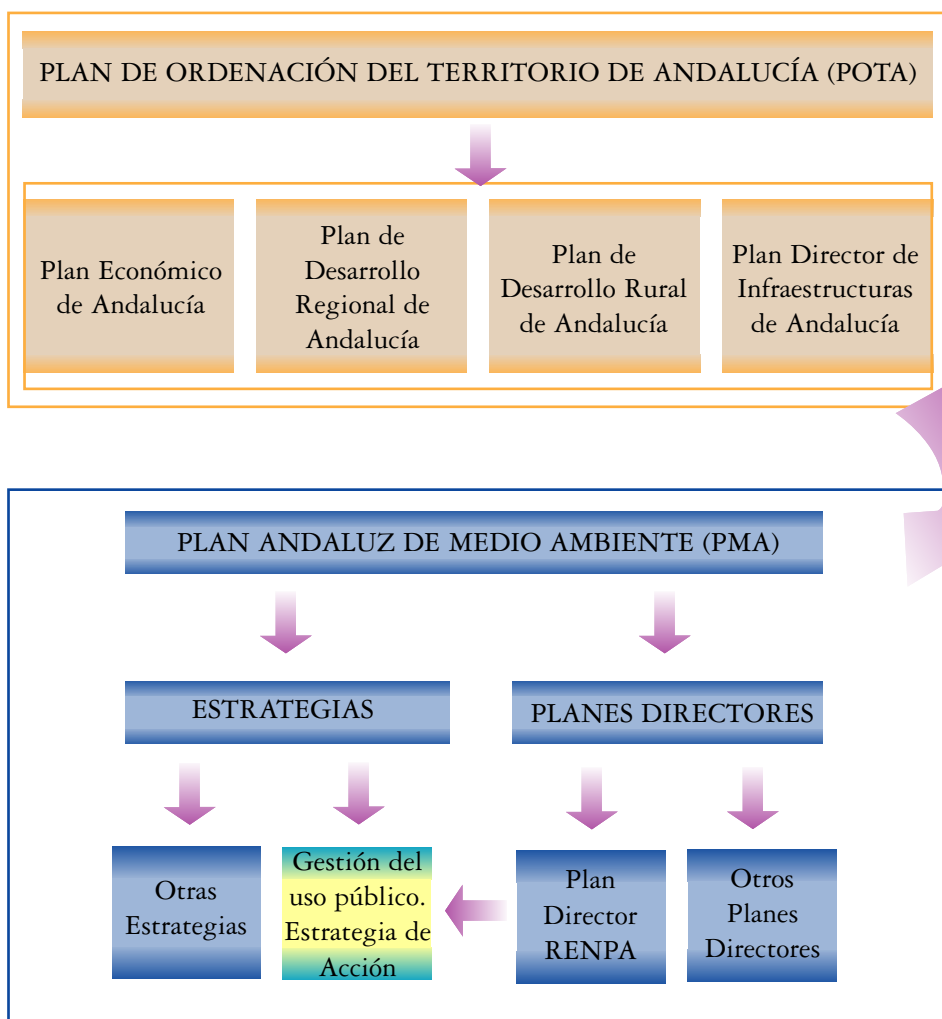 PLAN DE ORDENACIÓN DEL TERRITORIO DE ANDALUCÍA (POTA)
Plan Económico
de Andalucía
Plan de
Desarrollo
Regional de
Andalucía
Plan de
Desarrollo Rural
de Andalucía
Plan Director de
Infraestructuras
de Andalucía
PLAN ANDALUZ DE MEDIO AMBIENTE (PMA)
ESTRATEGIAS
PLANES DIRECTORES
Otras
Estrategias
Gestión del
uso público.
Estrategia de
Acción
Plan
Director
RENPA
Otros
Planes
Directores